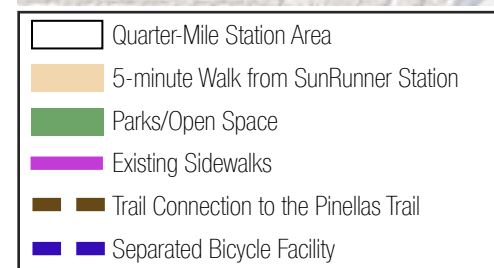 Quarter-Mile Station Area
5-minute Walk from SunRunner Station
Parks/Open Space
Existing Sidewalks
Trail Connection to the Pinellas Trail
Separated Bicycle Facility